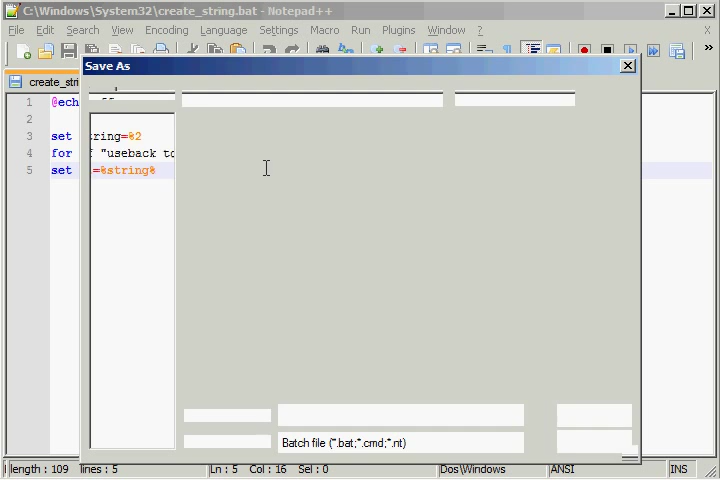 C:\Windows\System32\create_string.bat - Notepad++
File Edit Search View Encoding Language Settings Macro Run Plugins Window ? X
Save As
create_stri
1 @ech
2
3 set tring=%2
4 for f "useback to
5 set =%string%
Batch file (*.bat;*.cmd;*.nt)
length : 109 lines : 5 Ln : 5 Col : 16 Sel : 0 Dos\Windows ANSI INS